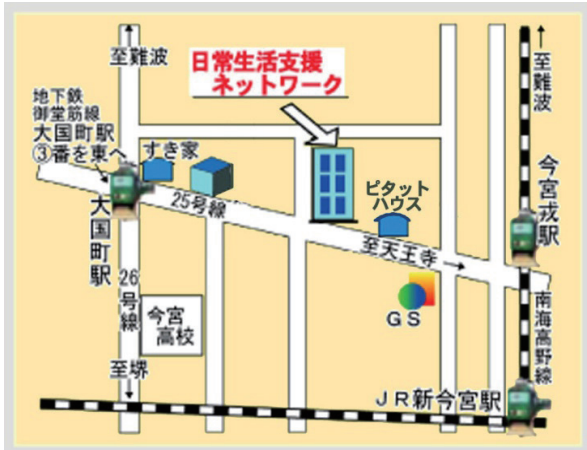 至難波
日常生活支援
ネットワーク
至難波
地下鉄
御堂筋線
大国町駅
③番を東へ
すき家
ピタット
ハウス
今宮戎駅
大国町駅
25号線
至天王寺
26号線
GS
今宮
高校
南海高野線
至堺
JR新今宮駅